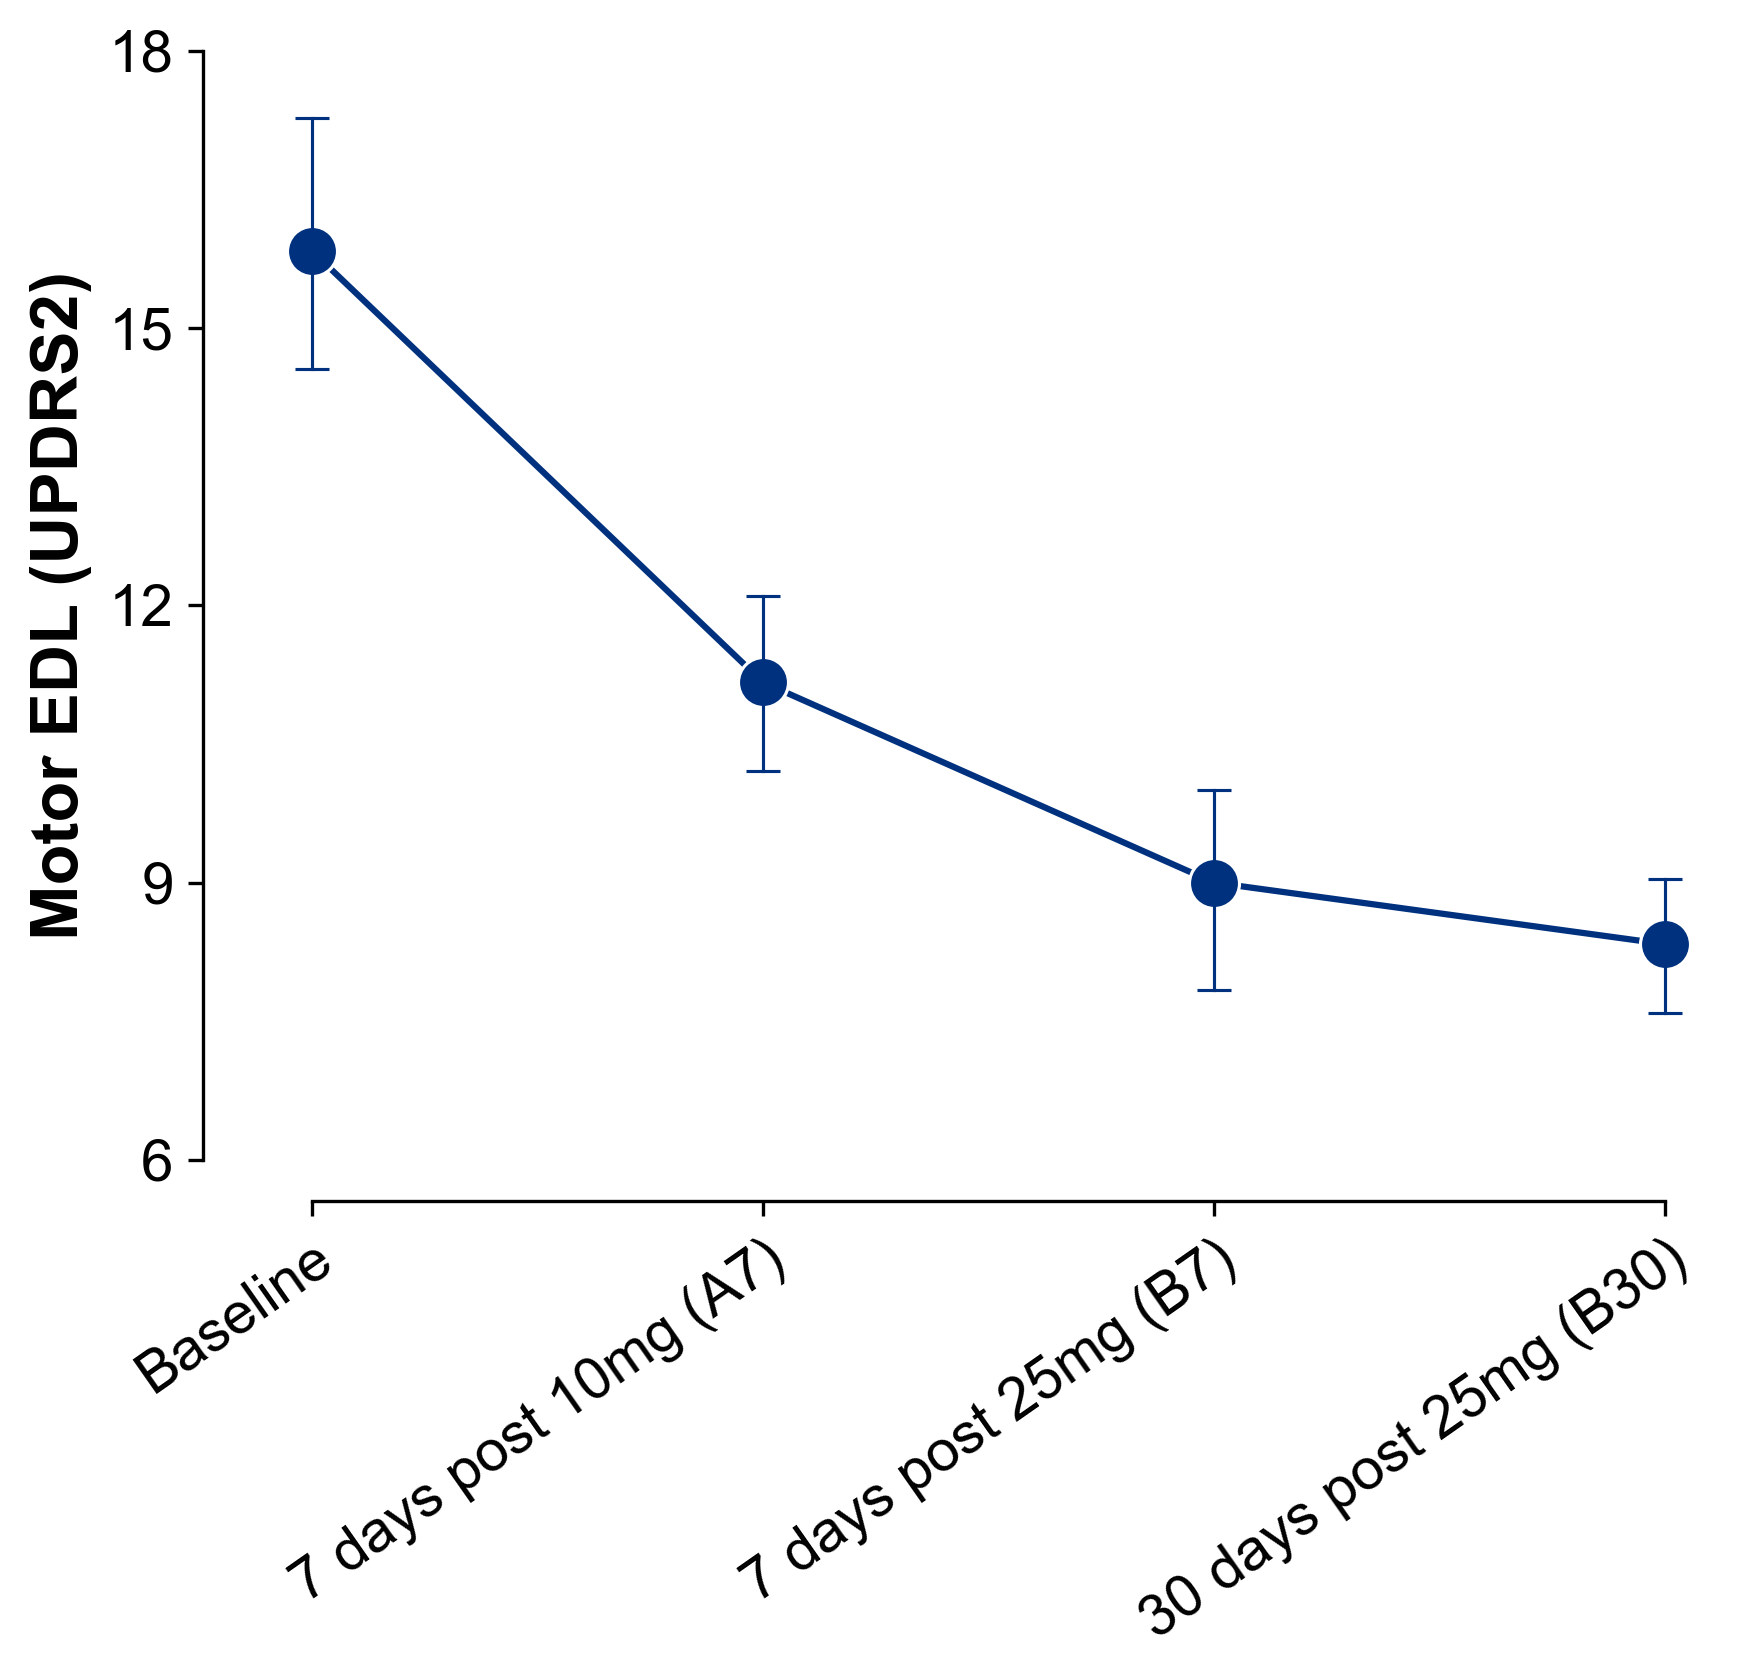 Motor EDL (UPDRS2)
18
15
12
9
6
Baseline
7 days post 10mg (A7)
7 days post 25mg (B7)
30 days post 25mg (B30)